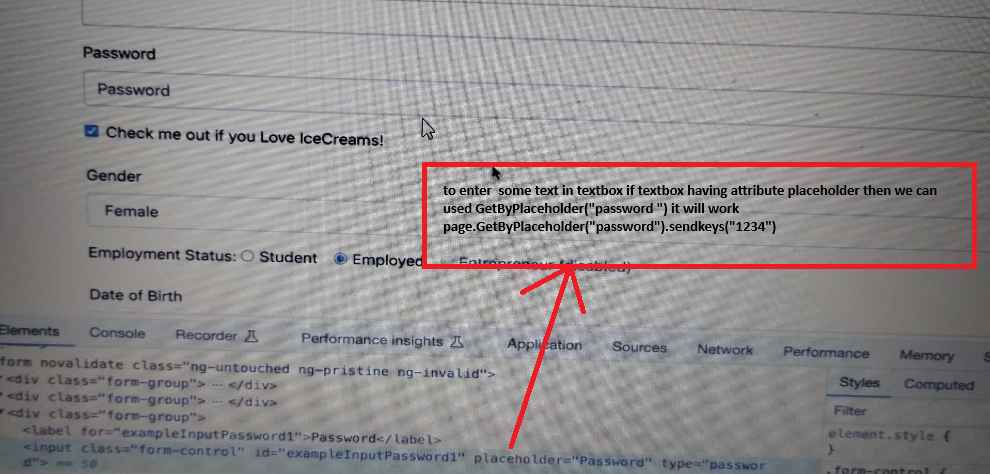 Password
Password
Check me out if you Love IceCreams!
Gender
to enter some text in textbox if textbox having attribute placeholder then we can
used GetByPlaceholder("password ") it will work
page.GetByPlaceholder("password").sendkeys("1234")
Female
Employment Status: Student Employed Entrepreneur (disabled)
Date of Birth
Elements Console Recorder Performance insights Application Sources Network Performance Memory S
form novalidate class="ng-untouched ng-pristine ng-invalid">
<div class="form-group"> ... </div>
<div class="form-group"> ... </div>
<div class="form-group">
<label for="exampleInputPassword1">Password</label>
<input class="form-control" id="exampleInputPassword1" placeholder="Password" type="passwor
d"> == $0
Styles Computed
Filter
element.style {
}
.form-control {